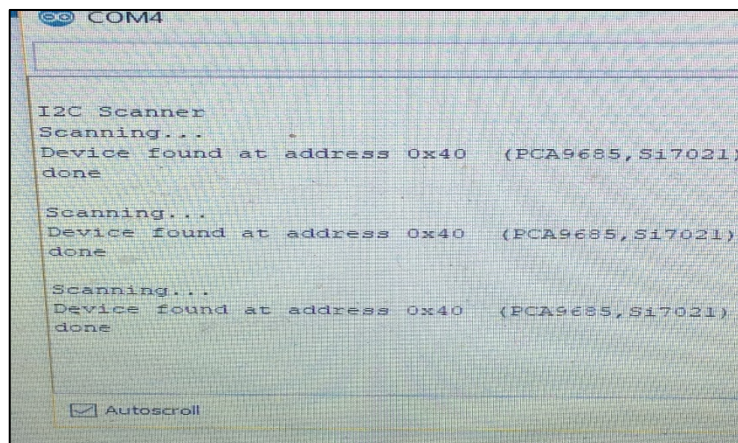 COM4
I2C Scanner
Scanning...
Device found at address 0x40  (PCA9685,Si7021)
done
Scanning...
Device found at address 0x40  (PCA9685,Si7021)
done
Scanning...
Device found at address 0x40  (PCA9685,Si7021)
done
Autoscroll